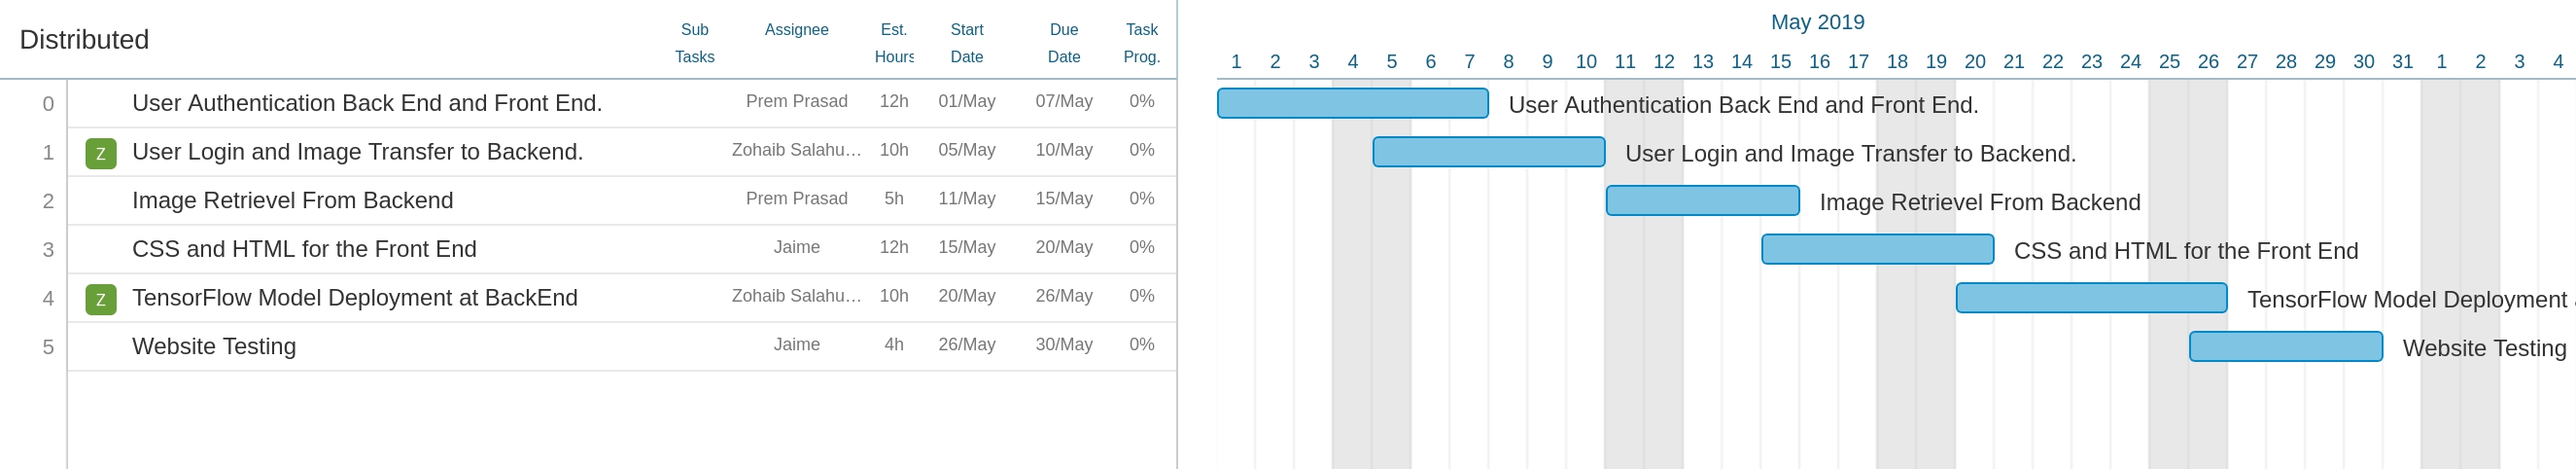 Distributed
Sub Tasks Assignee Est. Hours Start Date Due Date Task Prog.
May 2019
1 2 3 4 5 6 7 8 9 10 11 12 13 14 15 16 17 18 19 20 21 22 23 24 25 26 27 28 29 30 31 1 2 3 4
0 User Authentication Back End and Front End. Prem Prasad 12h 01/May 07/May 0% User Authentication Back End and Front End.
1 Z User Login and Image Transfer to Backend. Zohaib Salahu... 10h 05/May 10/May 0% User Login and Image Transfer to Backend.
2 Image Retrievel From Backend Prem Prasad 5h 11/May 15/May 0% Image Retrievel From Backend
3 CSS and HTML for the Front End Jaime 12h 15/May 20/May 0% CSS and HTML for the Front End
4 Z TensorFlow Model Deployment at BackEnd Zohaib Salahu... 10h 20/May 26/May 0% TensorFlow Model Deployment
5 Website Testing Jaime 4h 26/May 30/May 0% Website Testing